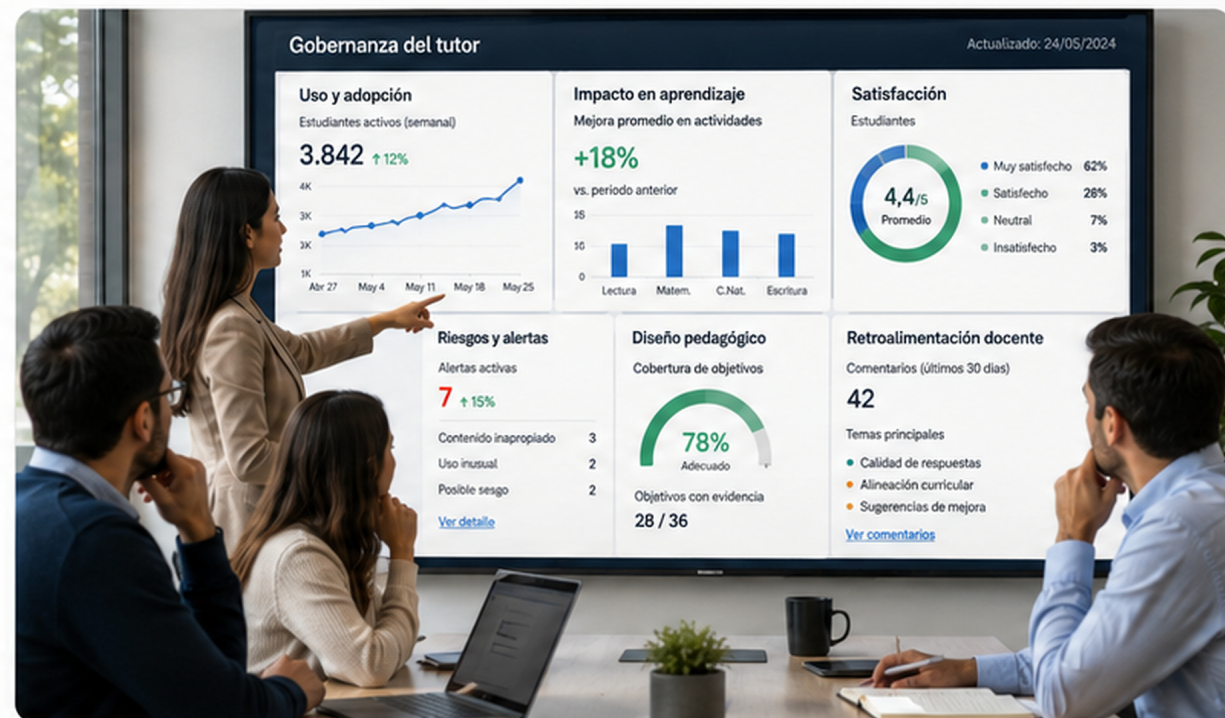 Gobernanza del tutor
Actualizado: 24/05/2024
Uso y adopción
Estudiantes activos (semanal)
3.842 ↑ 12%
4K
3K
3K
1K
Abr 27 May 4 May 11 May 18 May 25
Impacto en aprendizaje
Mejora promedio en actividades
+18%
vs. periodo anterior
0
Lectura Matem. C.Nat. Escritura
Satisfacción
Estudiantes
4,4/5
Promedio
Muy satisfecho 62%
Satisfecho 28%
Neutral 7%
Insatisfecho 3%
Riesgos y alertas
Alertas activas
7 ↑ 15%
Contenido inapropiado 3
Uso inusual 2
Posible sesgo 2
Ver detalle
Diseño pedagógico
Cobertura de objetivos
78%
Adecuado
Objetivos con evidencia
28 / 36
Retroalimentación docente
Comentarios (últimos 30 días)
42
Temas principales
Calidad de respuestas
Alineación curricular
Sugerencias de mejora
Ver comentarios